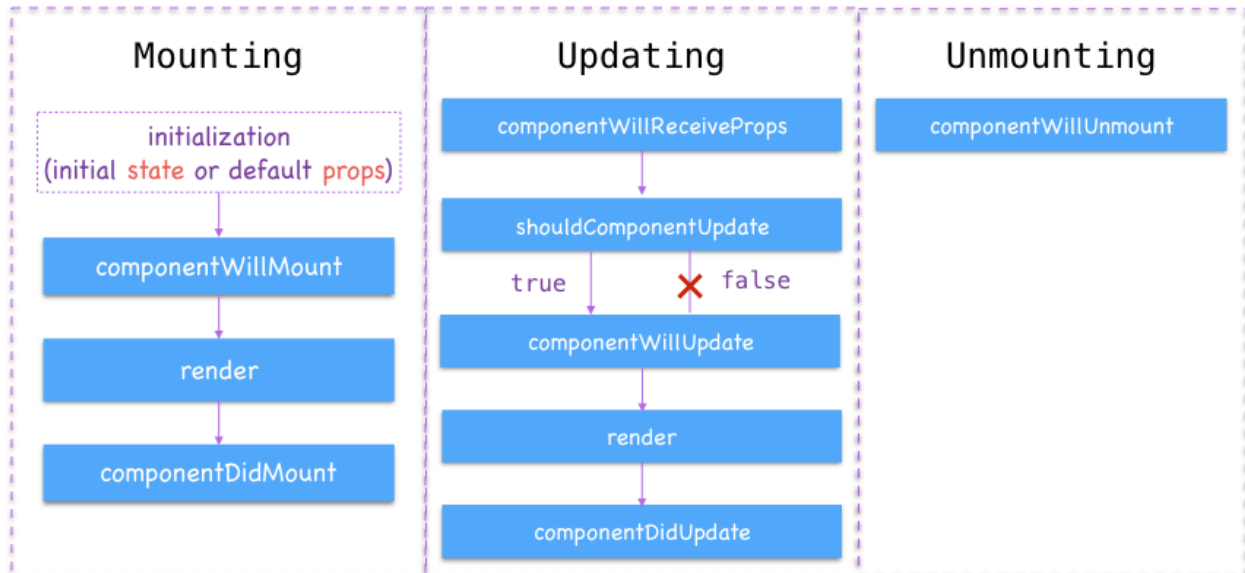 Mounting
initialization
(initial state or default props)
componentWillMount
render
componentDidMount
Updating
componentWillReceiveProps
shouldComponentUpdate
true
false
componentWillUpdate
render
componentDidUpdate
Unmounting
componentWillUnmount